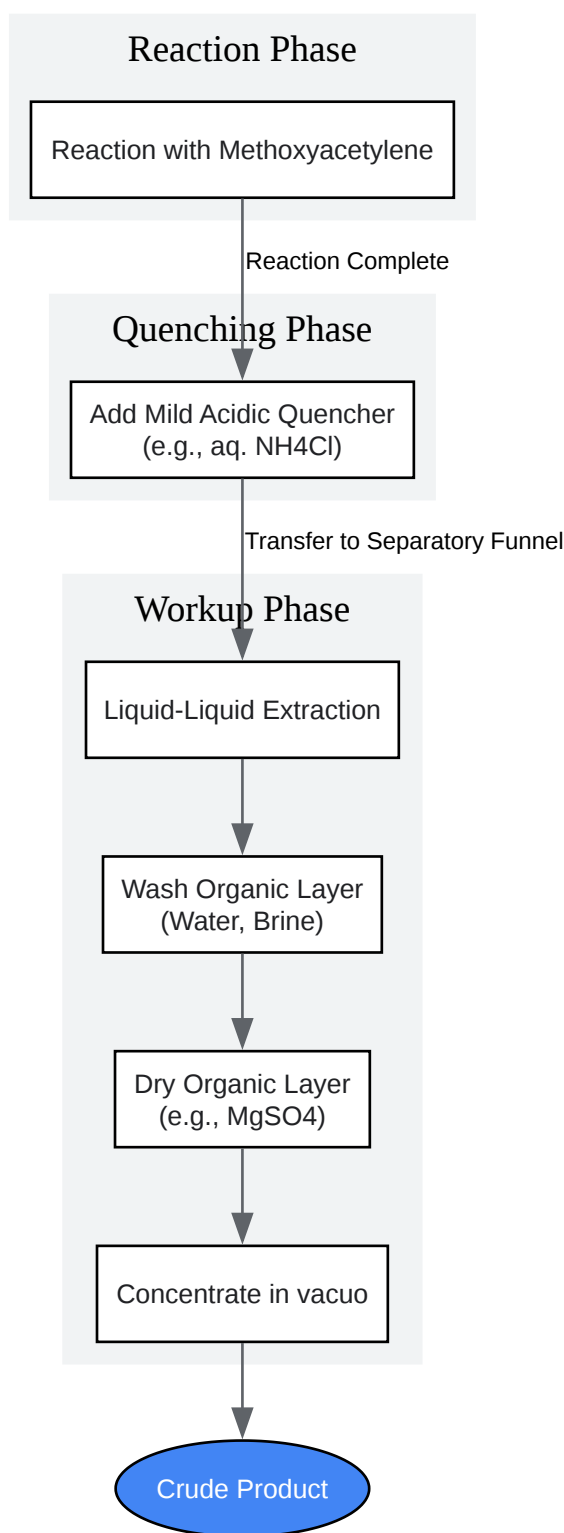 Reaction Phase
Reaction with Methoxyacetylene
Reaction Complete
Quenching Phase
Add Mild Acidic Quencher
(e.g., aq. NH4Cl)
Transfer to Separatory Funnel
Workup Phase
Liquid-Liquid Extraction
Wash Organic Layer
(Water, Brine)
Dry Organic Layer
(e.g., MgSO4)
Concentrate in vacuo
Crude Product